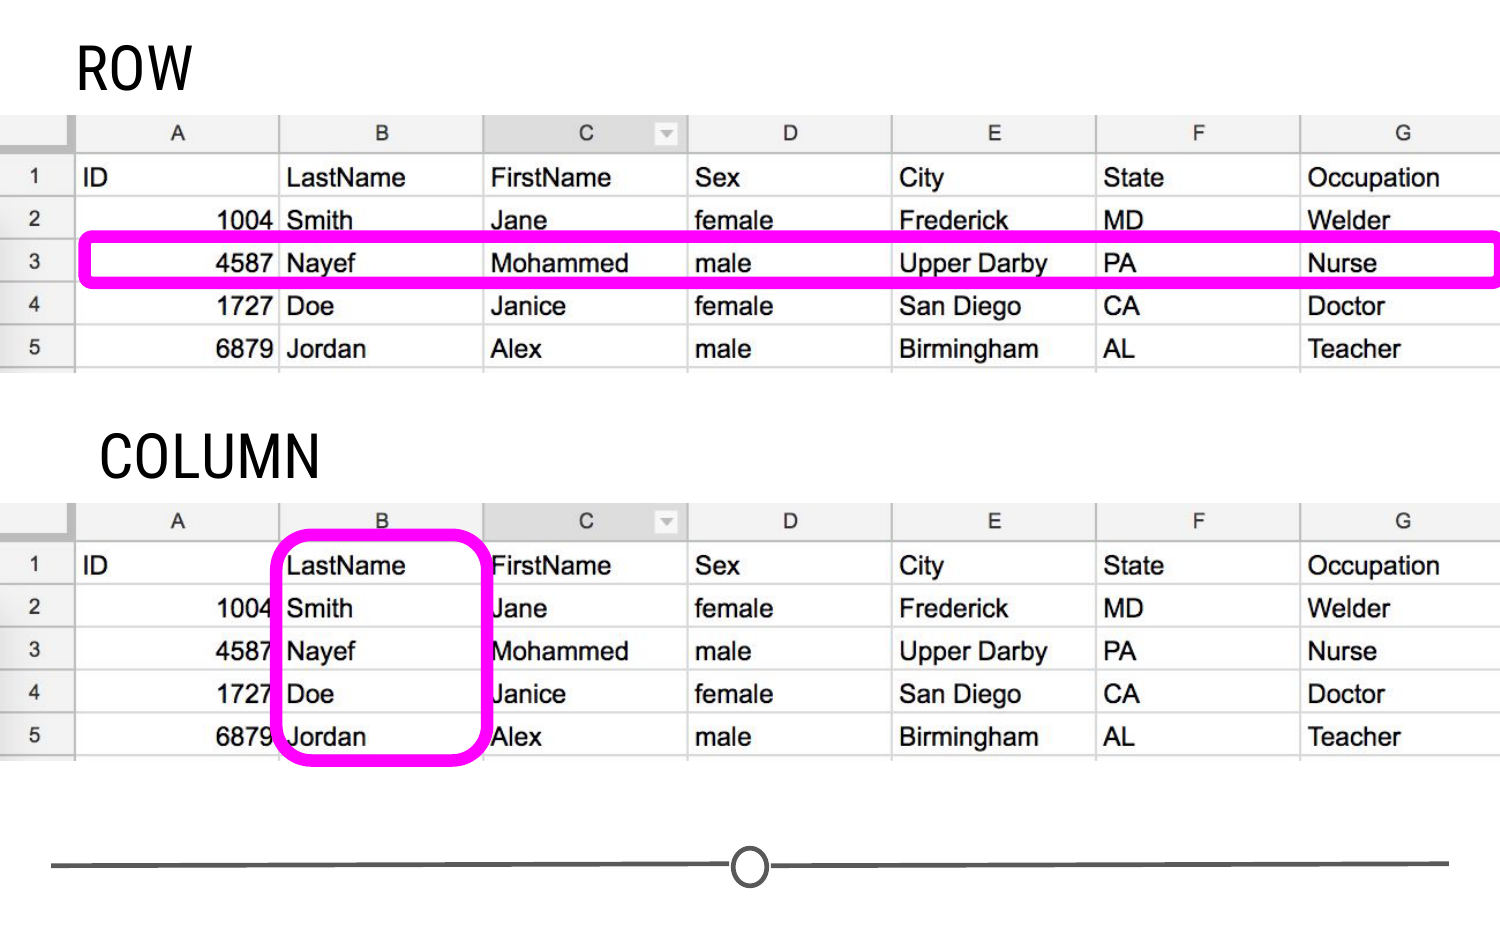 ROW
A B C D E F G
1 ID LastName FirstName Sex City State Occupation
2 1004 Smith Jane female Frederick MD Welder
3 4587 Nayef Mohammed male Upper Darby PA Nurse
4 1727 Doe Janice female San Diego CA Doctor
5 6879 Jordan Alex male Birmingham AL Teacher
COLUMN
A B C D E F G
1 ID LastName FirstName Sex City State Occupation
2 1004 Smith Jane female Frederick MD Welder
3 4587 Nayef Mohammed male Upper Darby PA Nurse
4 1727 Doe Janice female San Diego CA Doctor
5 6879 Jordan Alex male Birmingham AL Teacher